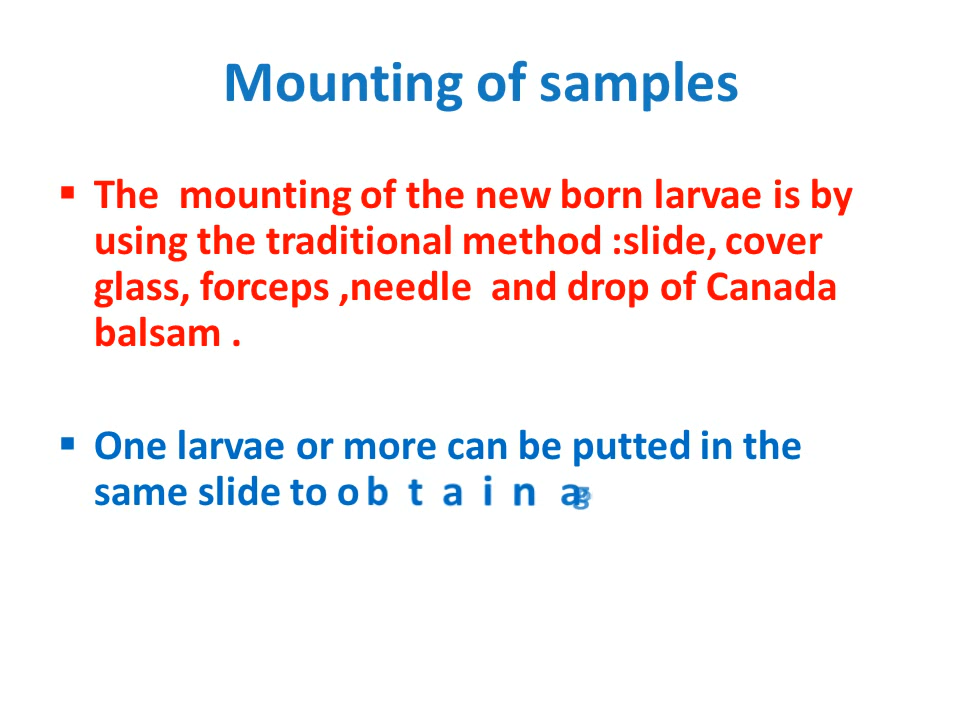 Mounting of samples
▪ The mounting of the new born larvae is by
using the traditional method :slide, cover
glass, forceps ,needle and drop of Canada
balsam .
▪ One larvae or more can be putted in the
same slide to obtain a